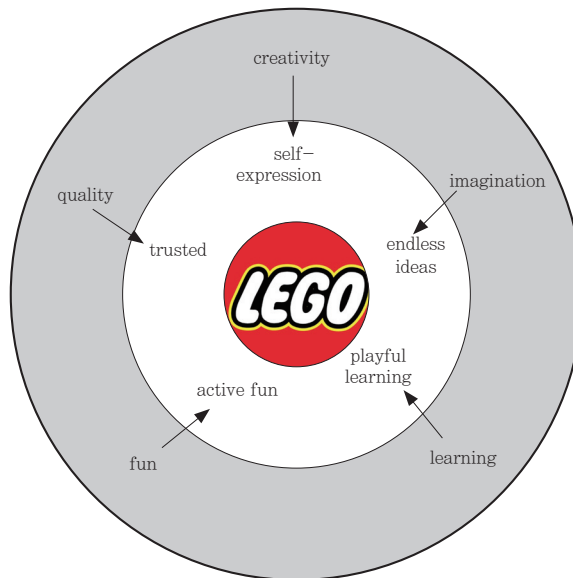 creativity
self-
expression
quality
imagination
trusted
endless
ideas
LEGO
playful
learning
active fun
fun
learning